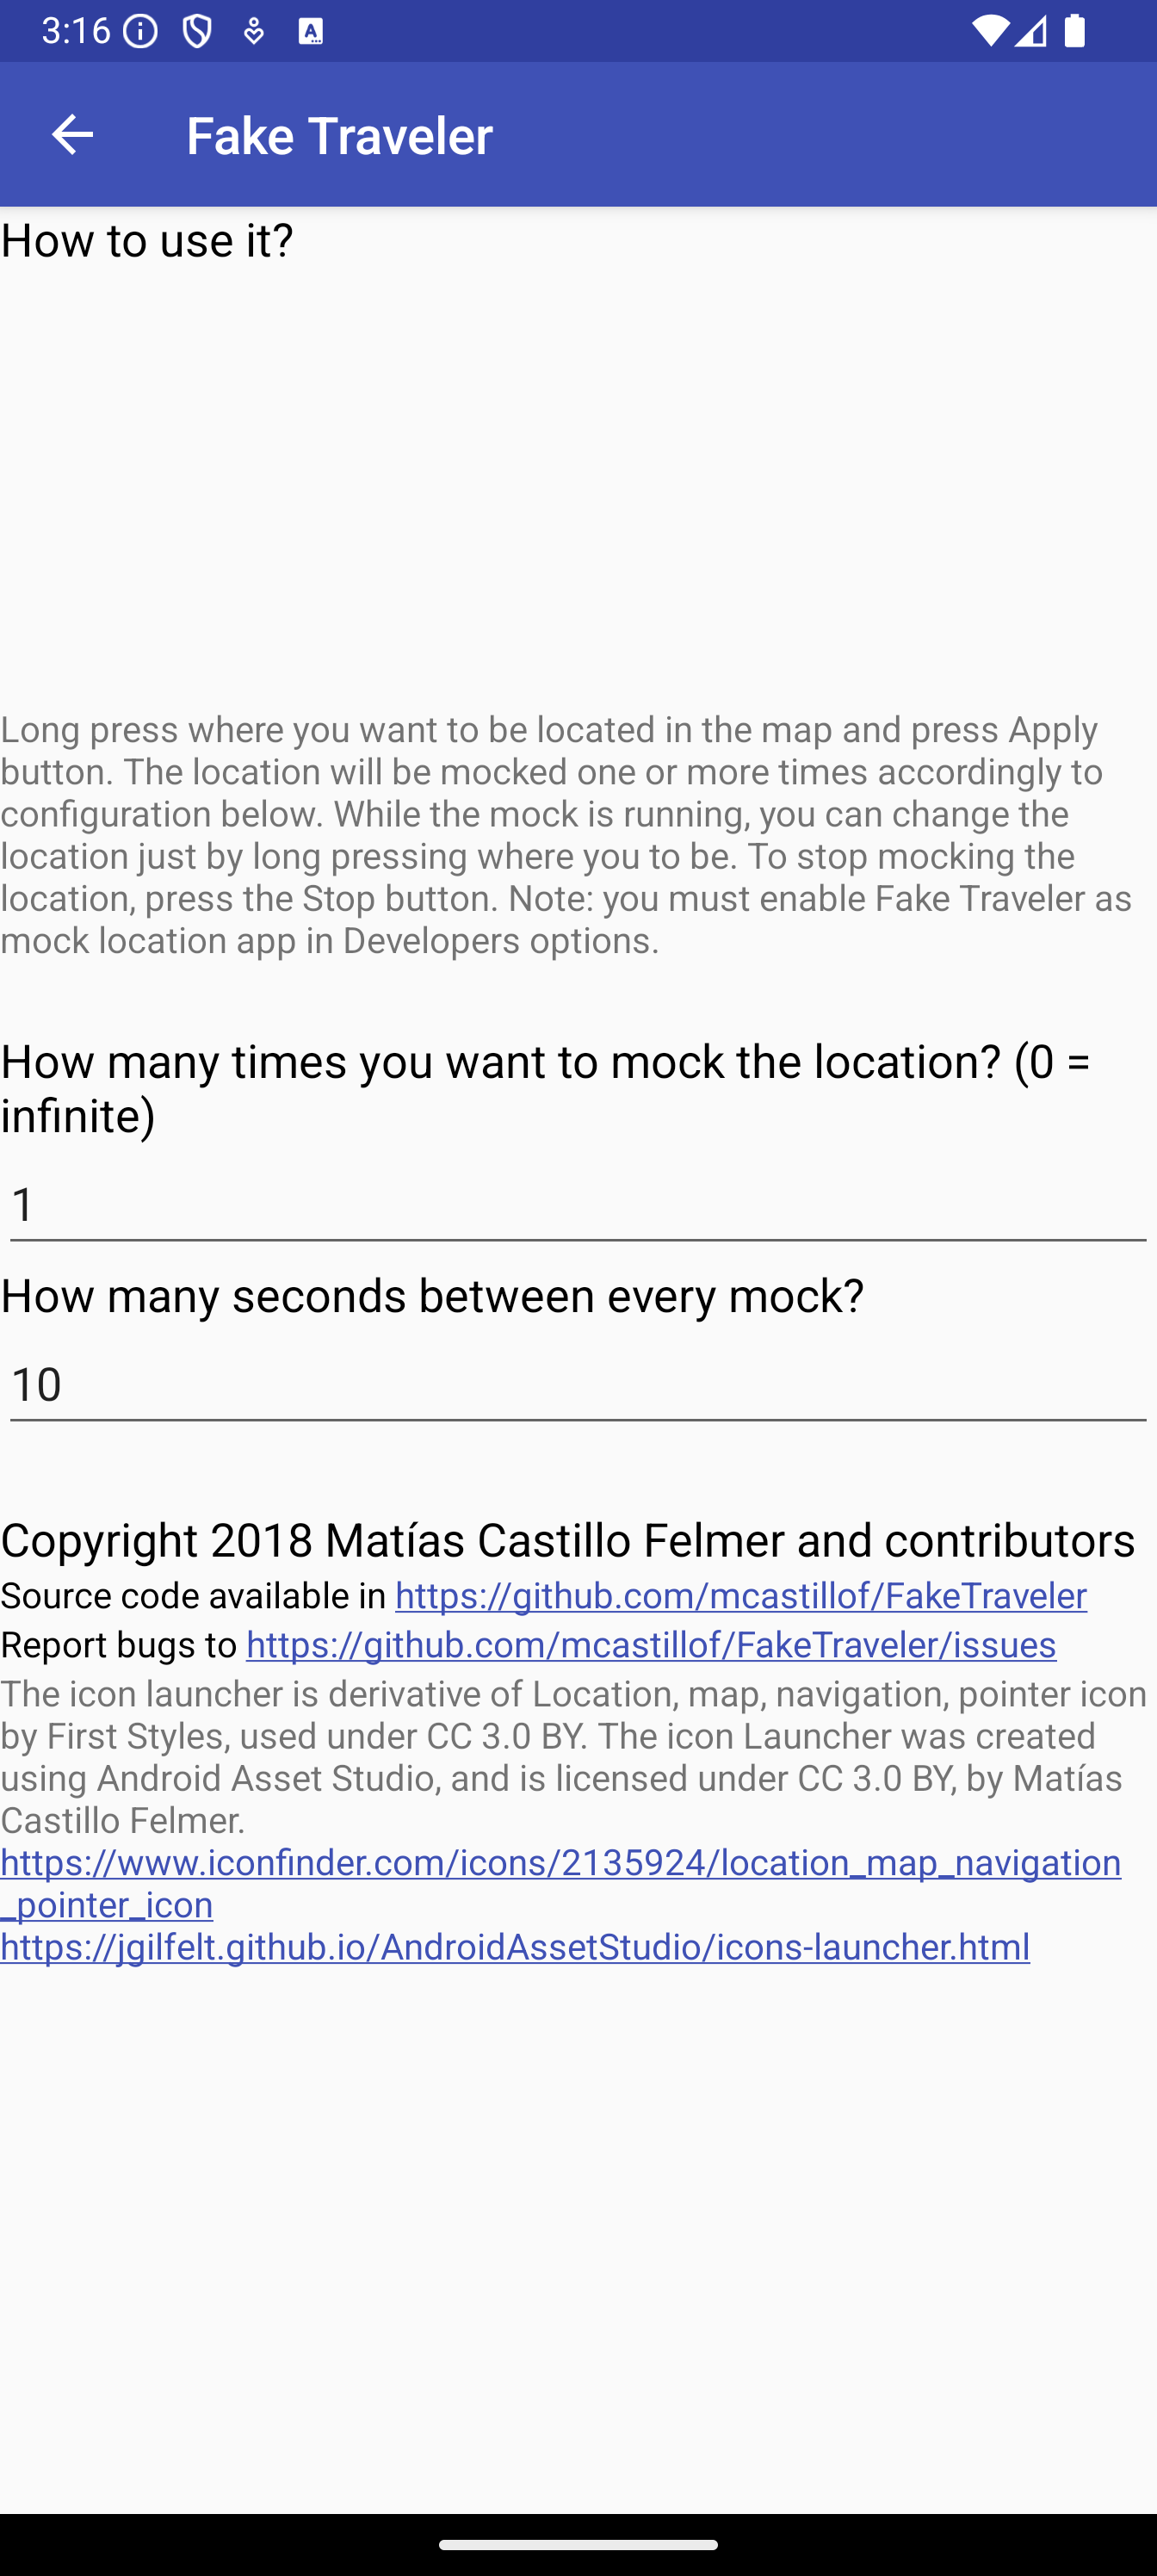 3:16
Fake Traveler
How to use it?
Long press where you want to be located in the map and press Apply
button. The location will be mocked one or more times accordingly to
configuration below. While the mock is running, you can change the
location just by long pressing where you to be. To stop mocking the
location, press the Stop button. Note: you must enable Fake Traveler as
mock location app in Developers options.
How many times you want to mock the location? (0 =
infinite)
1
How many seconds between every mock?
10
Copyright 2018 Matías Castillo Felmer and contributors
Source code available in https://github.com/mcastillof/FakeTraveler
Report bugs to https://github.com/mcastillof/FakeTraveler/issues
The icon launcher is derivative of Location, map, navigation, pointer icon
by First Styles, used under CC 3.0 BY. The icon Launcher was created
using Android Asset Studio, and is licensed under CC 3.0 BY, by Matías
Castillo Felmer.
https://www.iconfinder.com/icons/2135924/location_map_navigation
_pointer_icon
https://jgilfelt.github.io/AndroidAssetStudio/icons-launcher.html